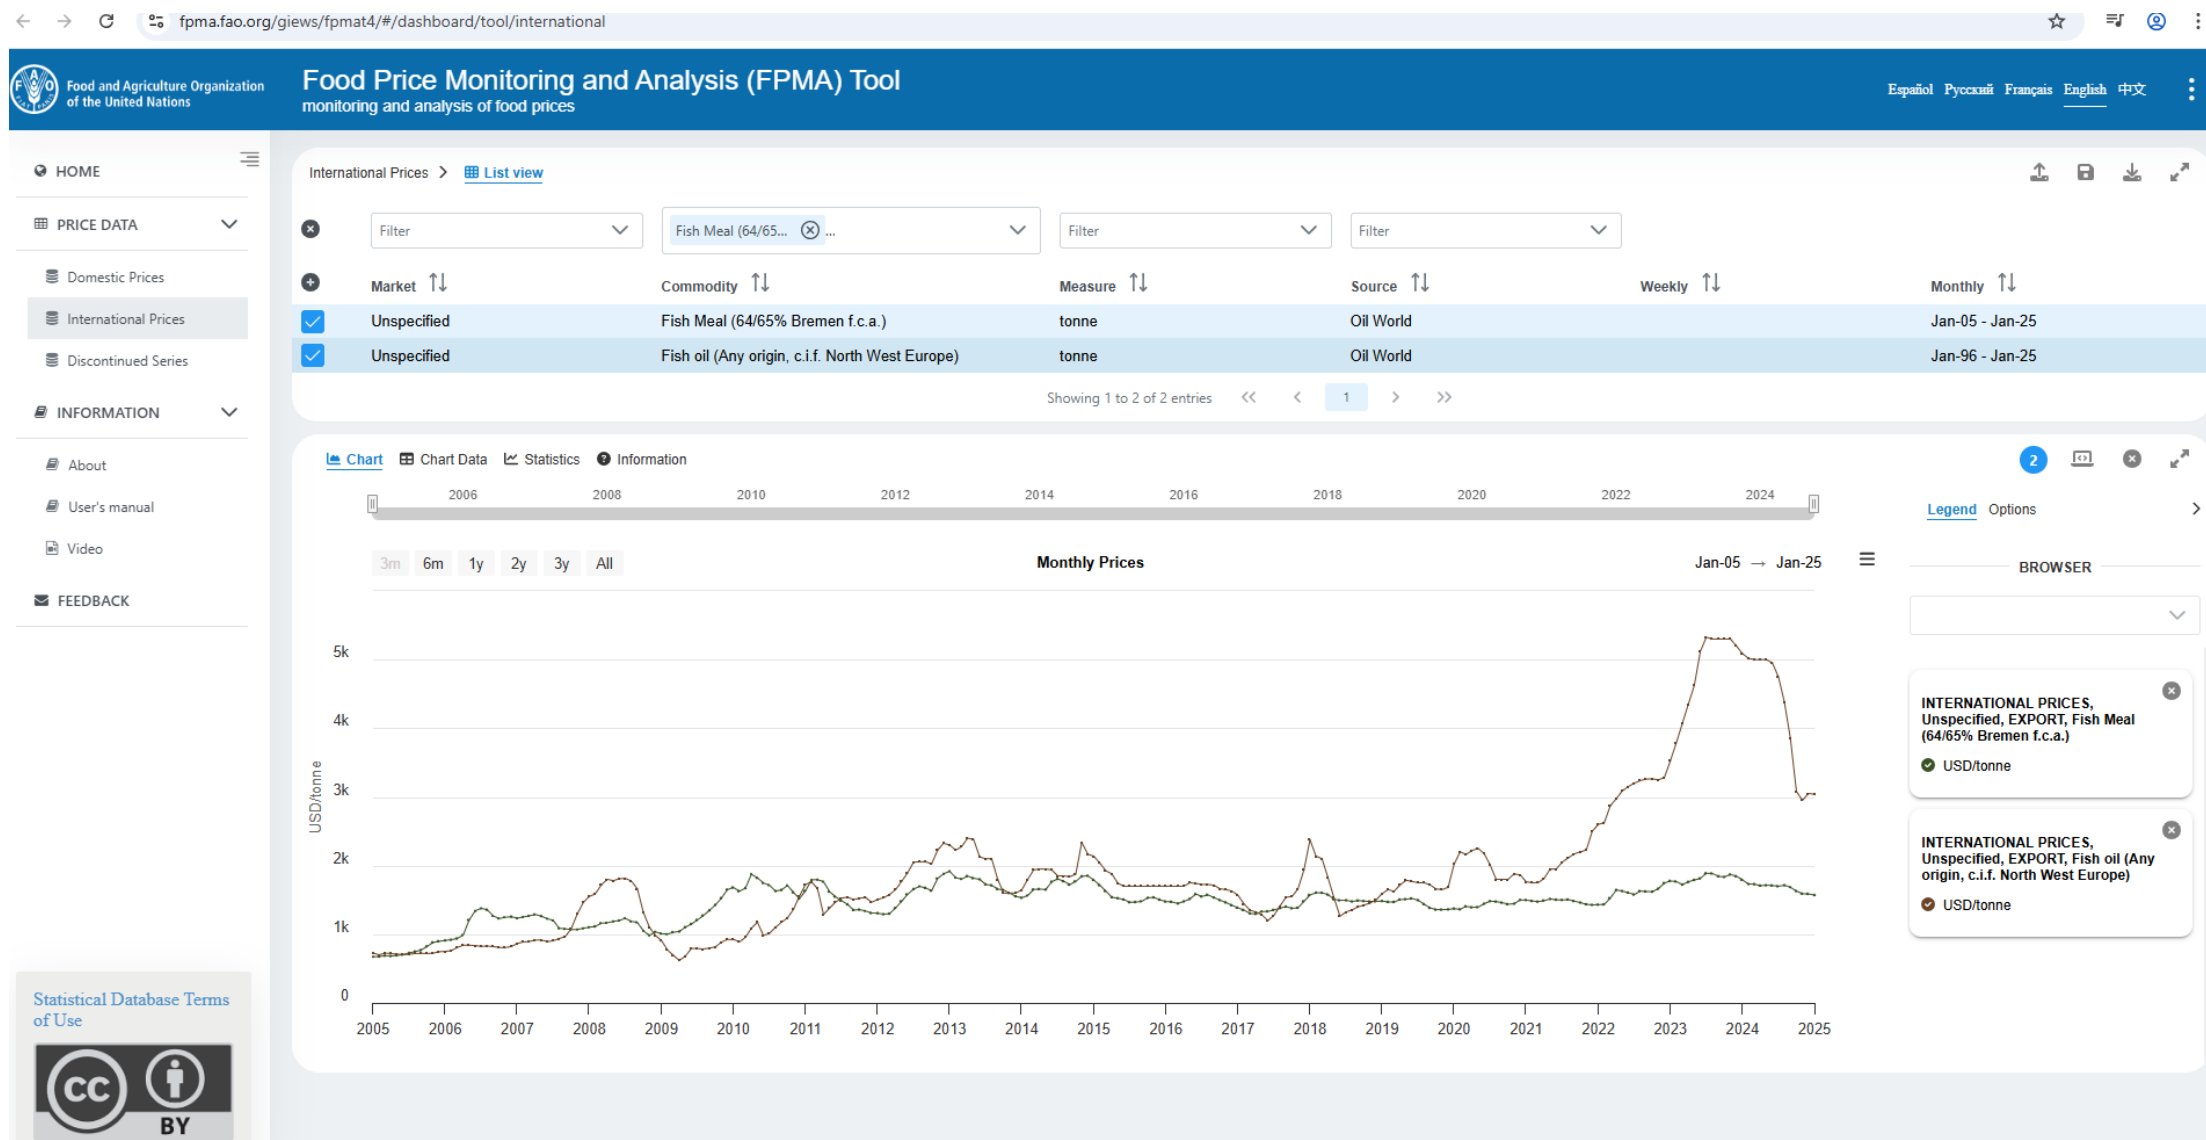 fpma.fao.org/giews/fpmat4/#/dashboard/tool/international
FAO
FIAT PANIS
Food and Agriculture Organization
of the United Nations
Food Price Monitoring and Analysis (FPMA) Tool
monitoring and analysis of food prices
Español Русский Français English 中文
HOME
PRICE DATA
Domestic Prices
International Prices
Discontinued Series
INFORMATION
About
User's manual
Video
FEEDBACK
Statistical Database Terms
of Use
cc
BY
International Prices > List view
Filter Fish Meal (64/65... ... Filter Filter
Market Commodity Measure Source Weekly Monthly
Unspecified Fish Meal (64/65% Bremen f.c.a.) tonne Oil World Jan-05 - Jan-25
Unspecified Fish oil (Any origin, c.i.f. North West Europe) tonne Oil World Jan-96 - Jan-25
Showing 1 to 2 of 2 entries << < 1 > >>
Chart Chart Data Statistics Information
2
2006 2008 2010 2012 2014 2016 2018 2020 2022 2024
3m 6m 1y 2y 3y All
Monthly Prices
Jan-05 → Jan-25
USD/tonne
5k
4k
3k
2k
1k
0
2005 2006 2007 2008 2009 2010 2011 2012 2013 2014 2015 2016 2017 2018 2019 2020 2021 2022 2023 2024 2025
Legend Options
BROWSER
INTERNATIONAL PRICES,
Unspecified, EXPORT, Fish Meal
(64/65% Bremen f.c.a.)
USD/tonne
INTERNATIONAL PRICES,
Unspecified, EXPORT, Fish oil (Any
origin, c.i.f. North West Europe)
USD/tonne